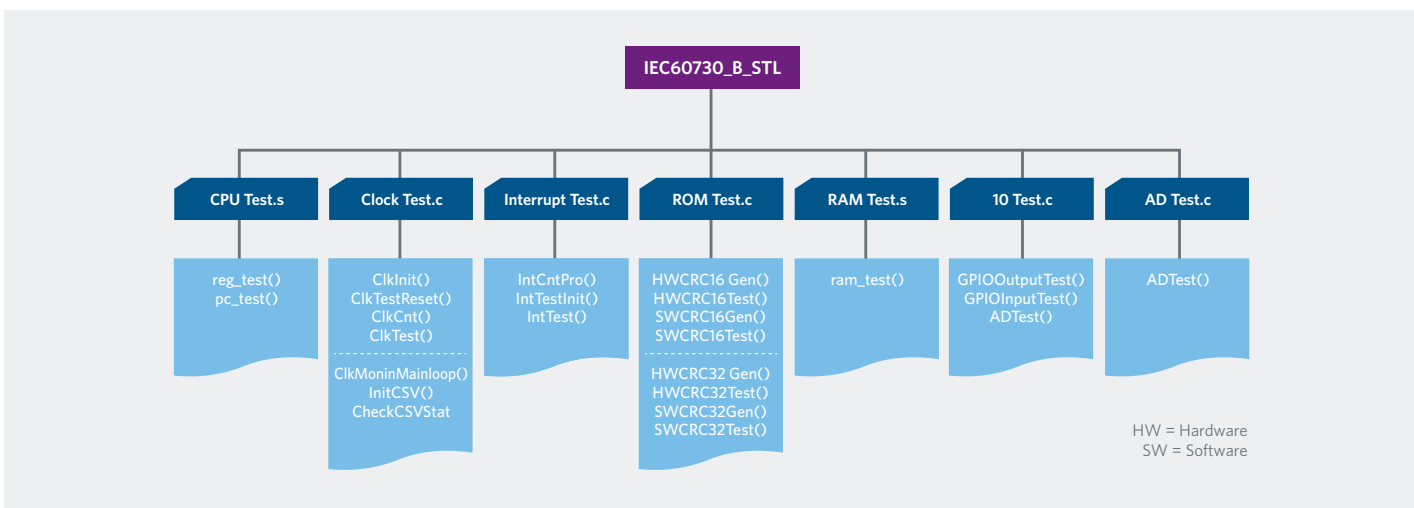 IEC60730_B_STL
CPU Test.s
reg_test()
pc_test()
Clock Test.c
ClkInit()
ClkTestReset()
ClkCnt()
ClkTest()
ClkMoninMainloop()
InitCSV()
CheckCSVStat
Interrupt Test.c
IntCntPro()
IntTestInit()
IntTest()
ROM Test.c
HWCRC16 Gen()
HWCRC16Test()
SWCRC16Gen()
SWCRC16Test()
HWCRC32 Gen()
HWCRC32Test()
SWCRC32Gen()
SWCRC32Test()
RAM Test.s
ram_test()
10 Test.c
GPIOOutputTest()
GPIOInputTest()
ADTest()
AD Test.c
ADTest()
HW = Hardware
SW = Software